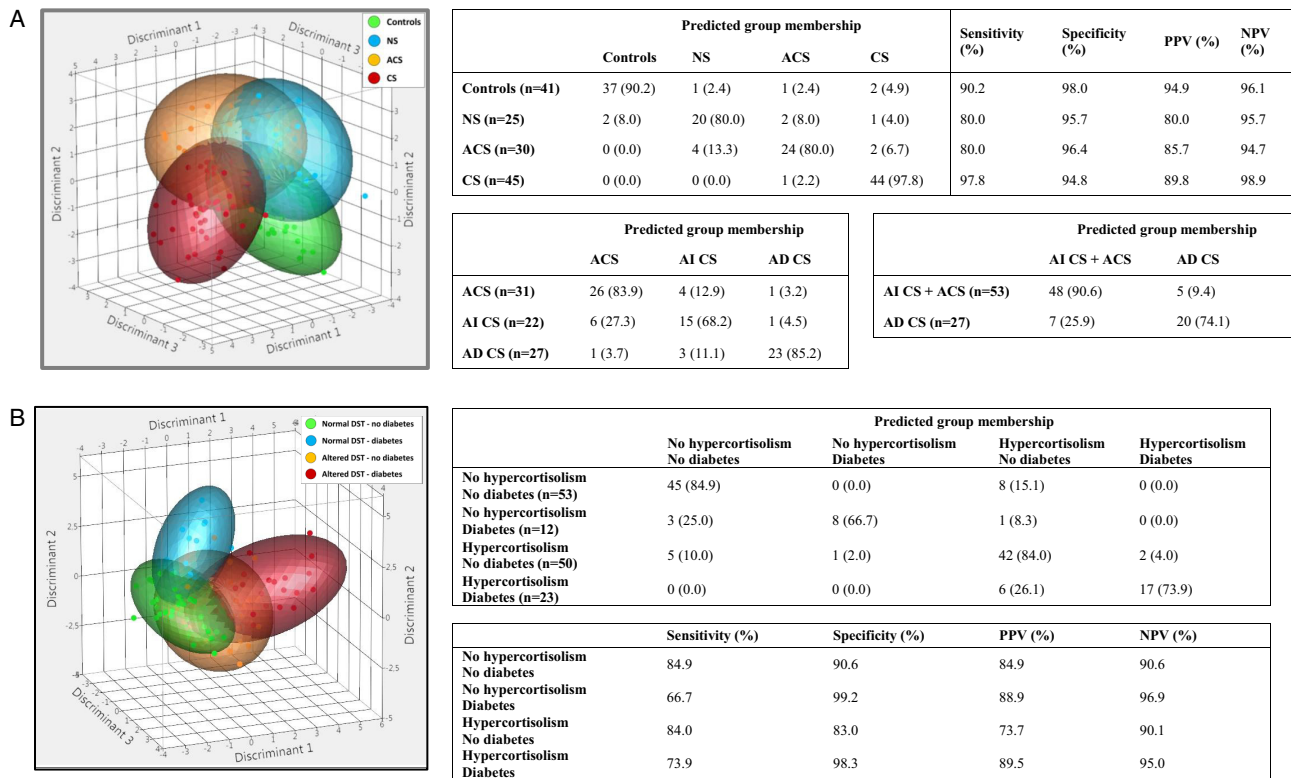 A
Discriminant 1
Discriminant 3
Controls
NS
ACS
CS
Discriminant 2
Discriminant 2
Discriminant 3
Discriminant 1
Predicted group membership
Sensitivity (%) Specificity (%) PPV (%) NPV (%)
Controls NS ACS CS
Controls (n=41) 37 (90.2) 1 (2.4) 1 (2.4) 2 (4.9) 90.2 98.0 94.9 96.1
NS (n=25) 2 (8.0) 20 (80.0) 2 (8.0) 1 (4.0) 80.0 95.7 80.0 95.7
ACS (n=30) 0 (0.0) 4 (13.3) 24 (80.0) 2 (6.7) 80.0 96.4 85.7 94.7
CS (n=45) 0 (0.0) 0 (0.0) 1 (2.2) 44 (97.8) 97.8 94.8 89.8 98.9
Predicted group membership
ACS AI CS AD CS
ACS (n=31) 26 (83.9) 4 (12.9) 1 (3.2)
AI CS (n=22) 6 (27.3) 15 (68.2) 1 (4.5)
AD CS (n=27) 1 (3.7) 3 (11.1) 23 (85.2)
Predicted group membership
AI CS + ACS AD CS
AI CS + ACS (n=53) 48 (90.6) 5 (9.4)
AD CS (n=27) 7 (25.9) 20 (74.1)
B
Discriminant 1
Normal DST - no diabetes
Normal DST - diabetes
Altered DST - no diabetes
Altered DST - diabetes
Discriminant 2
Discriminant 2
Discriminant 3
Discriminant 1
Predicted group membership
No hypercortisolism No hypercortisolism Hypercortisolism Hypercortisolism
No diabetes Diabetes No diabetes Diabetes
No hypercortisolism
No diabetes (n=53) 45 (84.9) 0 (0.0) 8 (15.1) 0 (0.0)
No hypercortisolism
Diabetes (n=12) 3 (25.0) 8 (66.7) 1 (8.3) 0 (0.0)
Hypercortisolism
No diabetes (n=50) 5 (10.0) 1 (2.0) 42 (84.0) 2 (4.0)
Hypercortisolism
Diabetes (n=23) 0 (0.0) 0 (0.0) 6 (26.1) 17 (73.9)
Sensitivity (%) Specificity (%) PPV (%) NPV (%)
No hypercortisolism
No diabetes 84.9 90.6 84.9 90.6
No hypercortisolism
Diabetes 66.7 99.2 88.9 96.9
Hypercortisolism
No diabetes 84.0 83.0 73.7 90.1
Hypercortisolism
Diabetes 73.9 98.3 89.5 95.0